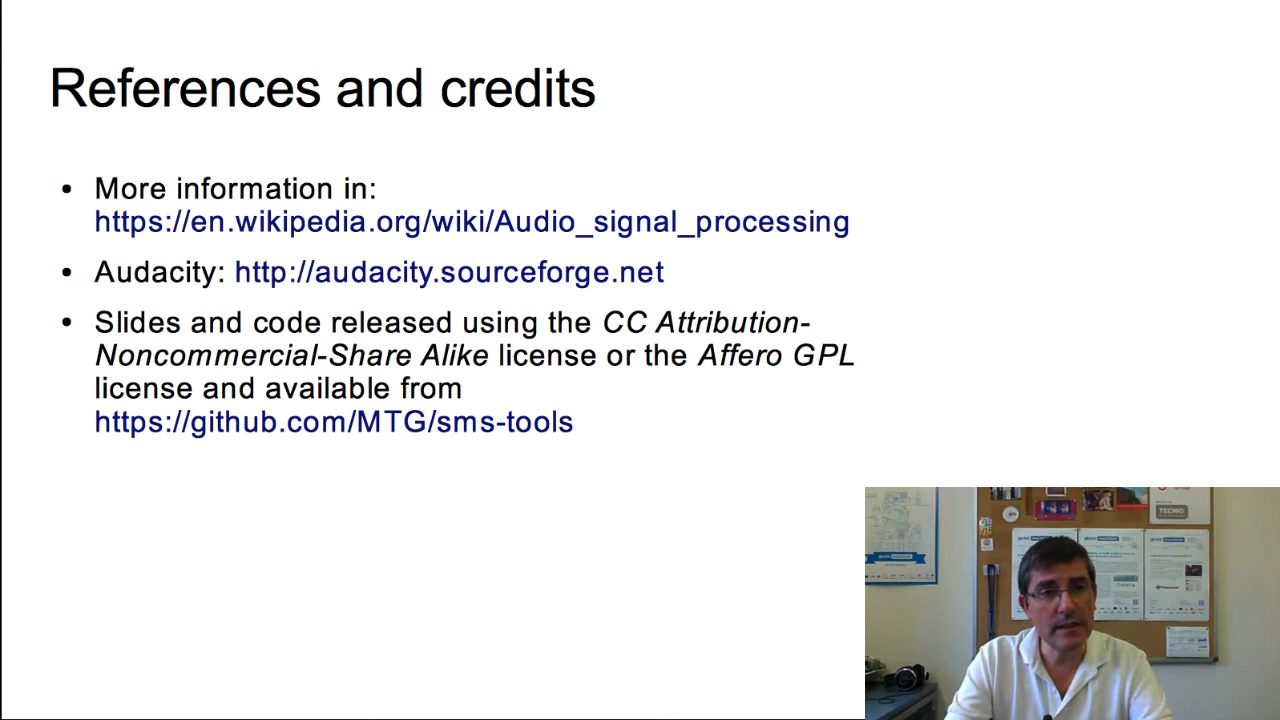 References and credits
• More information in:
https://en.wikipedia.org/wiki/Audio_signal_processing
• Audacity: http://audacity.sourceforge.net
• Slides and code released using the CC Attribution-
Noncommercial-Share Alike license or the Affero GPL
license and available from
https://github.com/MTG/sms-tools
TECMO